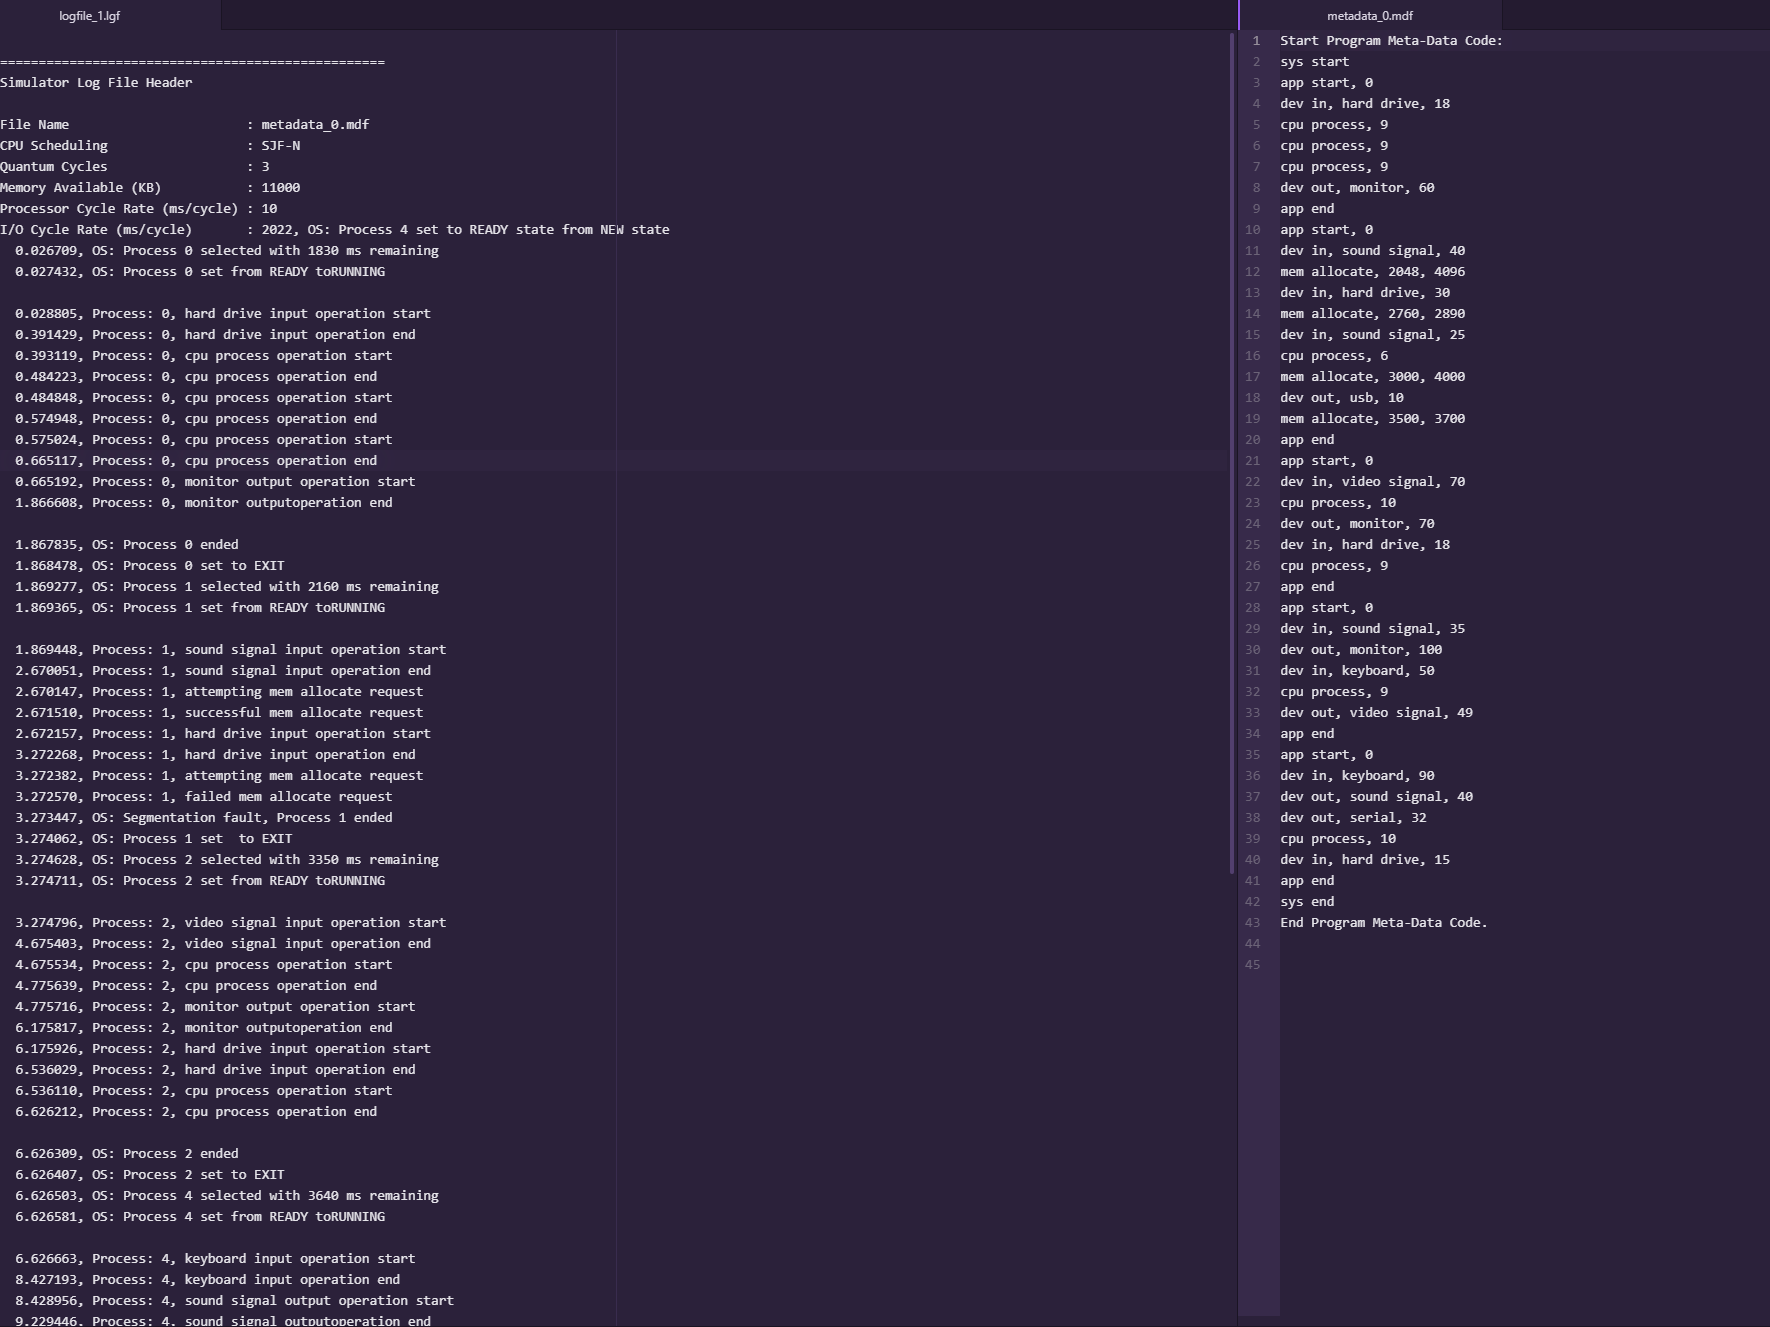 logfile_1.lgf
==================================================
Simulator Log File Header
File Name                       : metadata_0.mdf
CPU Scheduling                  : SJF-N
Quantum Cycles                  : 3
Memory Available (KB)           : 11000
Processor Cycle Rate (ms/cycle) : 10
I/O Cycle Rate (ms/cycle)       : 2022, OS: Process 4 set to READY state from NEW state
0.026709, OS: Process 0 selected with 1830 ms remaining
0.027432, OS: Process 0 set from READY toRUNNING
0.028805, Process: 0, hard drive input operation start
0.391429, Process: 0, hard drive input operation end
0.393119, Process: 0, cpu process operation start
0.484223, Process: 0, cpu process operation end
0.484848, Process: 0, cpu process operation start
0.574948, Process: 0, cpu process operation end
0.575024, Process: 0, cpu process operation start
0.665117, Process: 0, cpu process operation end
0.665192, Process: 0, monitor output operation start
1.866608, Process: 0, monitor outputoperation end
1.867835, OS: Process 0 ended
1.868478, OS: Process 0 set to EXIT
1.869277, OS: Process 1 selected with 2160 ms remaining
1.869365, OS: Process 1 set from READY toRUNNING
1.869448, Process: 1, sound signal input operation start
2.670051, Process: 1, sound signal input operation end
2.670147, Process: 1, attempting mem allocate request
2.671510, Process: 1, successful mem allocate request
2.672157, Process: 1, hard drive input operation start
3.272268, Process: 1, hard drive input operation end
3.272382, Process: 1, attempting mem allocate request
3.272570, Process: 1, failed mem allocate request
3.273447, OS: Segmentation fault, Process 1 ended
3.274062, OS: Process 1 set  to EXIT
3.274628, OS: Process 2 selected with 3350 ms remaining
3.274711, OS: Process 2 set from READY toRUNNING
3.274796, Process: 2, video signal input operation start
4.675403, Process: 2, video signal input operation end
4.675534, Process: 2, cpu process operation start
4.775639, Process: 2, cpu process operation end
4.775716, Process: 2, monitor output operation start
6.175817, Process: 2, monitor outputoperation end
6.175926, Process: 2, hard drive input operation start
6.536029, Process: 2, hard drive input operation end
6.536110, Process: 2, cpu process operation start
6.626212, Process: 2, cpu process operation end
6.626309, OS: Process 2 ended
6.626407, OS: Process 2 set to EXIT
6.626503, OS: Process 4 selected with 3640 ms remaining
6.626581, OS: Process 4 set from READY toRUNNING
6.626663, Process: 4, keyboard input operation start
8.427193, Process: 4, keyboard input operation end
8.428956, Process: 4, sound signal output operation start
9.229446, Process: 4, sound signal outputoperation end
metadata_0.mdf
1 Start Program Meta-Data Code:
2 sys start
3 app start, 0
4 dev in, hard drive, 18
5 cpu process, 9
6 cpu process, 9
7 cpu process, 9
8 dev out, monitor, 60
9 app end
10 app start, 0
11 dev in, sound signal, 40
12 mem allocate, 2048, 4096
13 dev in, hard drive, 30
14 mem allocate, 2760, 2890
15 dev in, sound signal, 25
16 cpu process, 6
17 mem allocate, 3000, 4000
18 dev out, usb, 10
19 mem allocate, 3500, 3700
20 app end
21 app start, 0
22 dev in, video signal, 70
23 cpu process, 10
24 dev out, monitor, 70
25 dev in, hard drive, 18
26 cpu process, 9
27 app end
28 app start, 0
29 dev in, sound signal, 35
30 dev out, monitor, 100
31 dev in, keyboard, 50
32 cpu process, 9
33 dev out, video signal, 49
34 app end
35 app start, 0
36 dev in, keyboard, 90
37 dev out, sound signal, 40
38 dev out, serial, 32
39 cpu process, 10
40 dev in, hard drive, 15
41 app end
42 sys end
43 End Program Meta-Data Code.
44
45